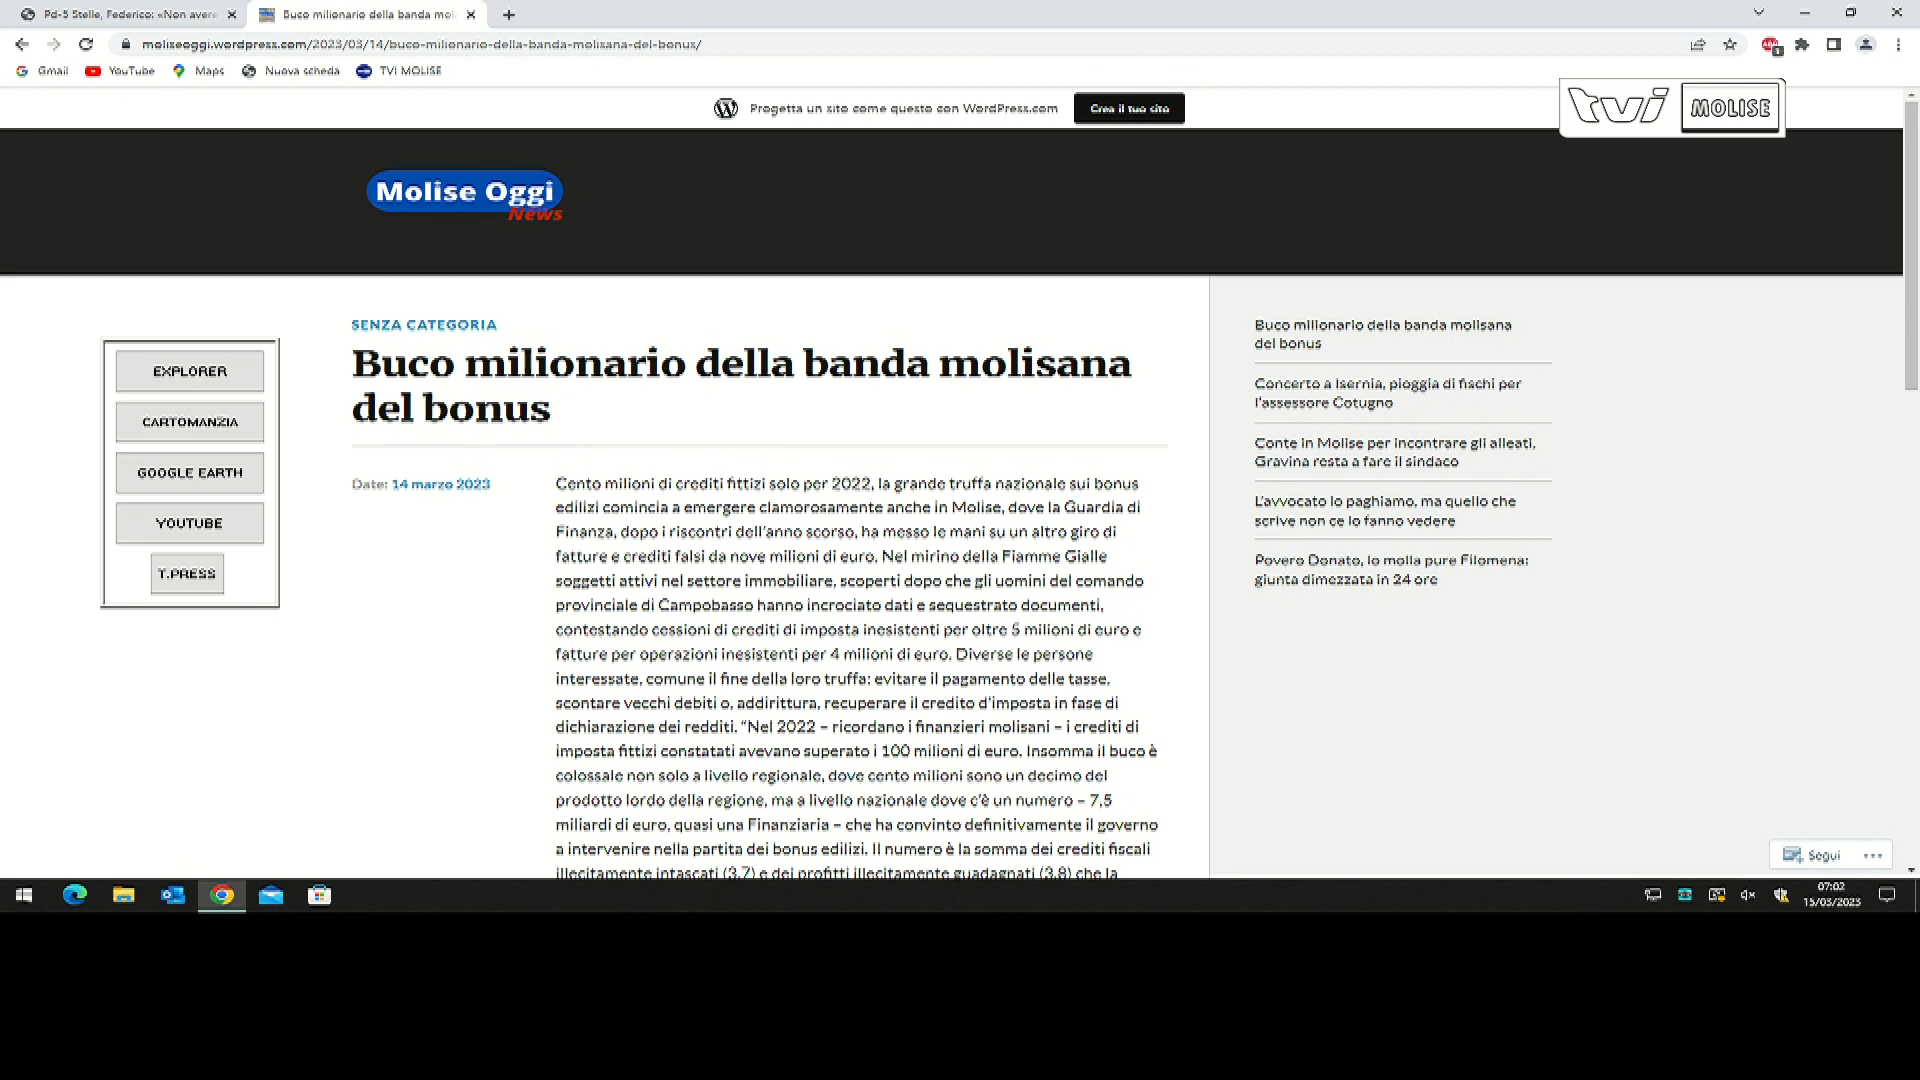 Pd-5 Stelle, Federico: «Non avere
Buco milionario della banda mol
moliseoggi.wordpress.com/2023/03/14/buco-milionario-della-banda-molisana-del-bonus/
Gmail YouTube Maps Nuova scheda TVI MOLISE
Progetta un sito come questo con WordPress.com Crea il tuo sito
tvi MOLISE
Molise Oggi
News
SENZA CATEGORIA
Buco milionario della banda molisana
del bonus
Date: 14 marzo 2023
Cento milioni di crediti fittizi solo per 2022, la grande truffa nazionale sui bonus
edilizi comincia a emergere clamorosamente anche in Molise, dove la Guardia di
Finanza, dopo i riscontri dell'anno scorso, ha messo le mani su un altro giro di
fatture e crediti falsi da nove milioni di euro. Nel mirino della Fiamme Gialle
soggetti attivi nel settore immobiliare, scoperti dopo che gli uomini del comando
provinciale di Campobasso hanno incrociato dati e sequestrato documenti,
contestando cessioni di crediti di imposta inesistenti per oltre 5 milioni di euro e
fatture per operazioni inesistenti per 4 milioni di euro. Diverse le persone
interessate, comune il fine della loro truffa: evitare il pagamento delle tasse,
scontare vecchi debiti o, addirittura, recuperare il credito d'imposta in fase di
dichiarazione dei redditi. "Nel 2022 – ricordano i finanzieri molisani – i crediti di
imposta fittizi constatati avevano superato i 100 milioni di euro. Insomma il buco è
colossale non solo a livello regionale, dove cento milioni sono un decimo del
prodotto lordo della regione, ma a livello nazionale dove c'è un numero – 7,5
miliardi di euro, quasi una Finanziaria – che ha convinto definitivamente il governo
a intervenire nella partita dei bonus edilizi. Il numero è la somma dei crediti fiscali
illecitamente intascati (3,7) e dei profitti illecitamente guadagnati (3,8) che la
EXPLORER
CARTOMANZIA
GOOGLE EARTH
YOUTUBE
T.PRESS
Buco milionario della banda molisana
del bonus
Concerto a Isernia, pioggia di fischi per
l'assessore Cotugno
Conte in Molise per incontrare gli alleati,
Gravina resta a fare il sindaco
L'avvocato lo paghiamo, ma quello che
scrive non ce lo fanno vedere
Povero Donato, lo molla pure Filomena:
giunta dimezzata in 24 ore
Segui
07:02
15/03/2023